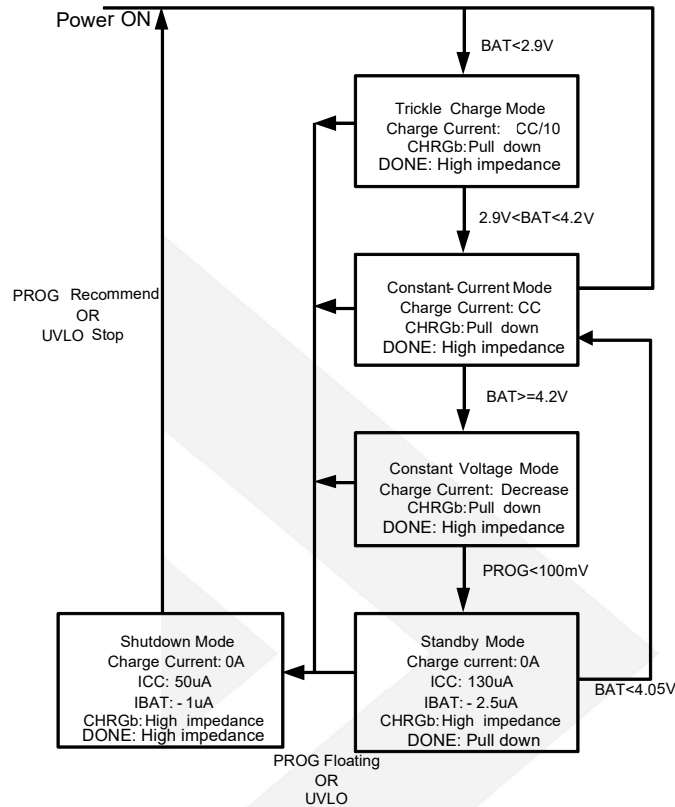 Power ON
BAT<2.9V
Trickle Charge Mode
Charge Current: CC/10
CHRGb:Pull down
DONE: High impedance
2.9V<BAT<4.2V
PROG Recommend
OR
UVLO Stop
Constant-Current Mode
Charge Current: CC
CHRGb:Pull down
DONE: High impedance
BAT>=4.2V
Constant Voltage Mode
Charge Current: Decrease
CHRGb:Pull down
DONE: High impedance
PROG<100mV
Shutdown Mode
Charge Current: 0A
ICC: 50uA
IBAT: - 1uA
CHRGb:High impedance
DONE: High impedance
Standby Mode
Charge current: 0A
ICC: 130uA
IBAT: - 2.5uA
CHRGb:High impedance
DONE: Pull down
BAT<4.05V
PROG Floating
OR
UVLO